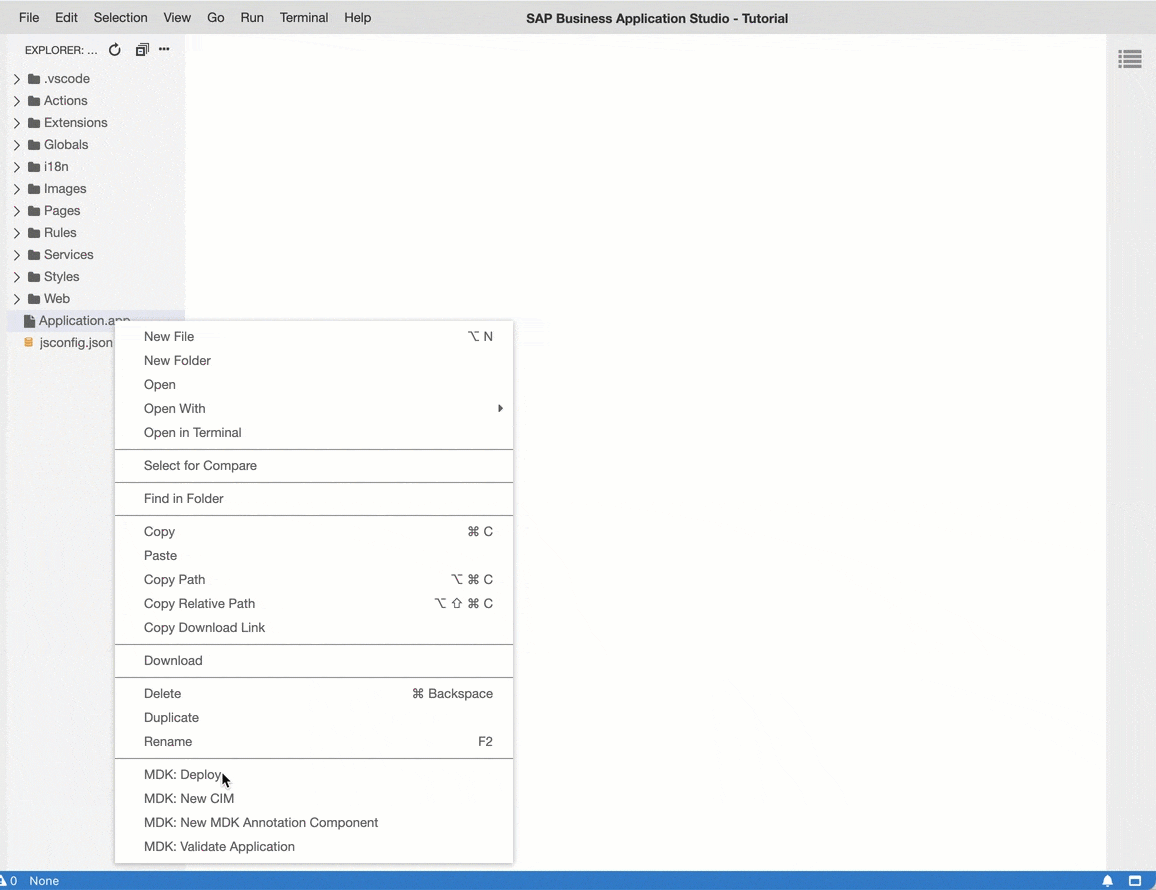 File Edit Selection View Go Run Terminal Help SAP Business Application Studio - Tutorial
EXPLORER: ...
.vscode
Actions
Extensions
Globals
i18n
Images
Pages
Rules
Services
Styles
Web
Application.app
jsconfig.json
New File ⌥ N
New Folder
Open
Open With
Open in Terminal
Select for Compare
Find in Folder
Copy ⌘ C
Paste
Copy Path ⌥ ⌘ C
Copy Relative Path ⌥ ⇧ ⌘ C
Copy Download Link
Download
Delete ⌘ Backspace
Duplicate
Rename F2
MDK: Deploy
MDK: New CIM
MDK: New MDK Annotation Component
MDK: Validate Application
0 None